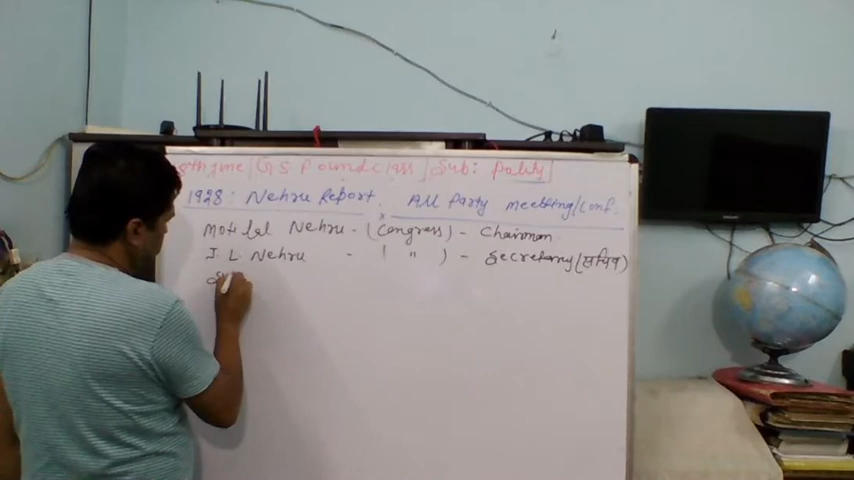 GS Foundclass] Sub: Polity
1928: Nehru Report. All Party Meeting/Conf.
Motilal Nehru - (Congress) - Chairman
J. L. Nehru - ( " ) - Secretary (सचिव)